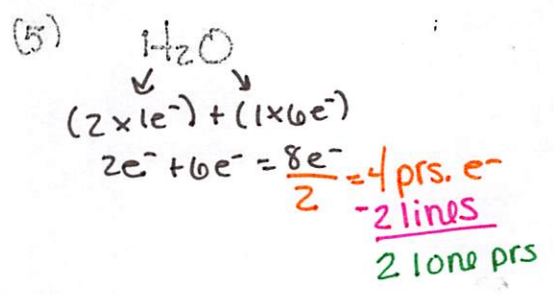 (5) H₂O
(2 × 1e⁻) + (1×6e⁻)
2e⁻ + 6e⁻ = 8e⁻/2 = 4 prs. e⁻
-2 lines
2 lone prs